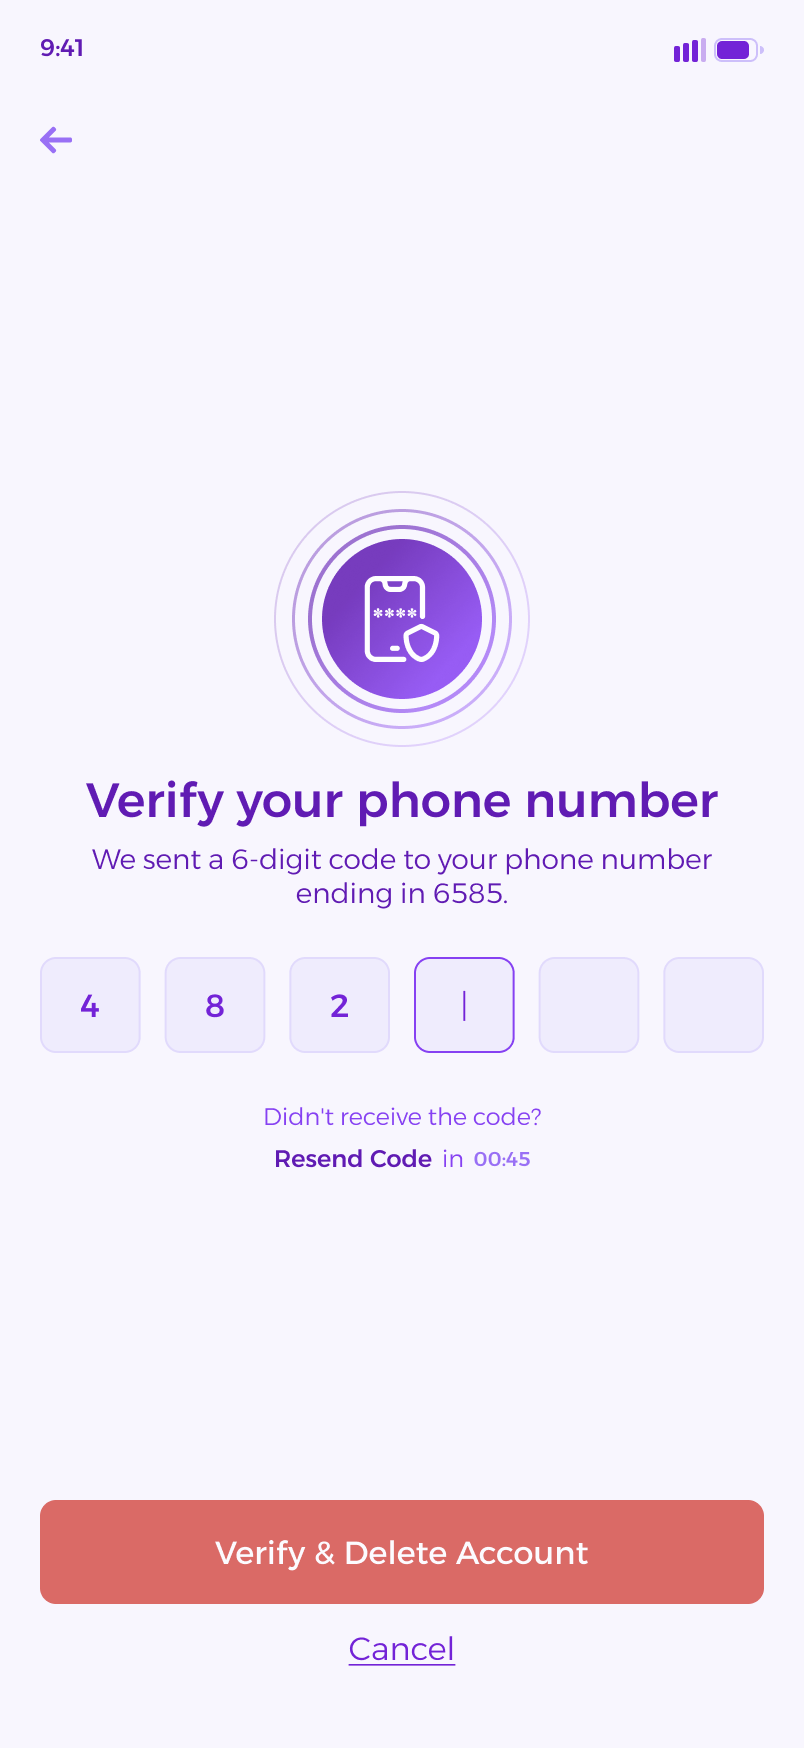 9:41
****
Verify your phone number
We sent a 6-digit code to your phone number
ending in 6585.
4 8 2
Didn't receive the code?
Resend Code in 00:45
Verify & Delete Account
Cancel